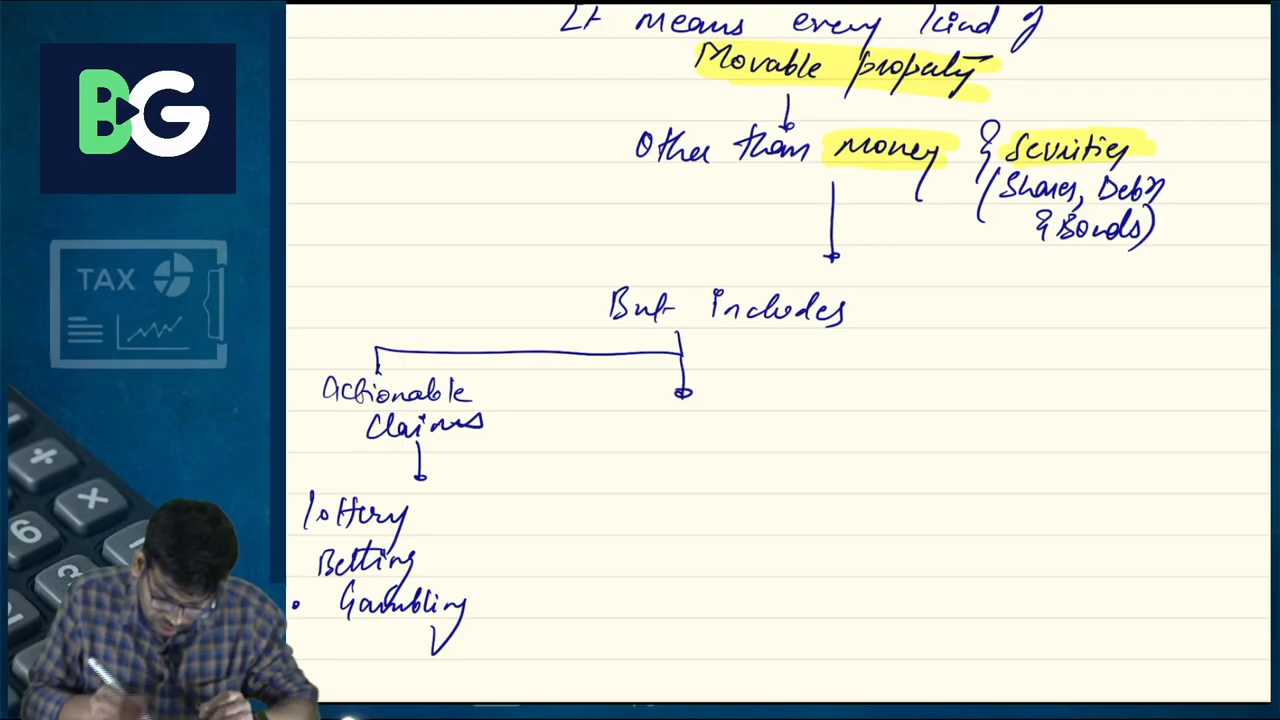 BG
TAX
It means every kind of
Movable property
Other than money & Securities
(Shares, Debn
& Bonds)
But includes
Actionable
Claims
lottery
Betting
Gambling